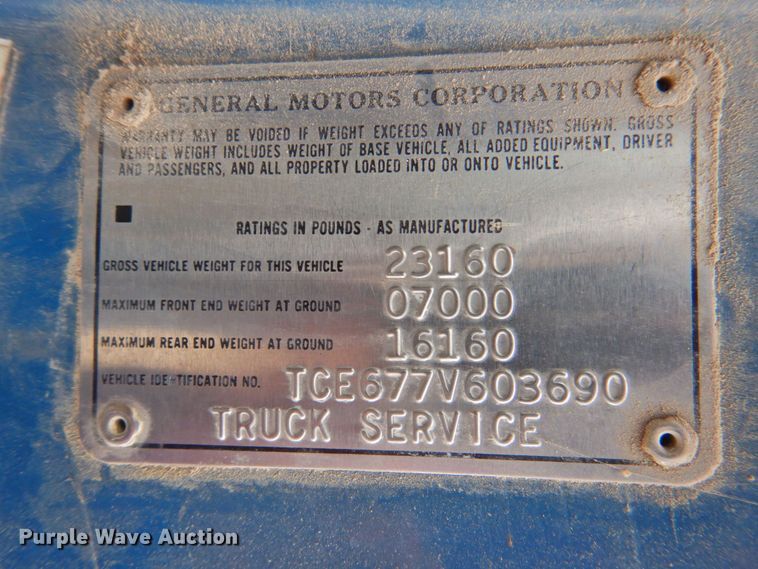 GENERAL MOTORS CORPORATION
WARRANTY MAY BE VOIDED IF WEIGHT EXCEEDS ANY OF RATINGS SHOWN. GROSS
VEHICLE WEIGHT INCLUDES WEIGHT OF BASE VEHICLE, ALL ADDED EQUIPMENT, DRIVER
AND PASSENGERS, AND ALL PROPERTY LOADED INTO OR ONTO VEHICLE.
RATINGS IN POUNDS - AS MANUFACTURED
GROSS VEHICLE WEIGHT FOR THIS VEHICLE 23160
MAXIMUM FRONT END WEIGHT AT GROUND 07000
MAXIMUM REAR END WEIGHT AT GROUND 16160
VEHICLE IDENTIFICATION NO. TCE677V603690
TRUCK SERVICE
Purple Wave Auction